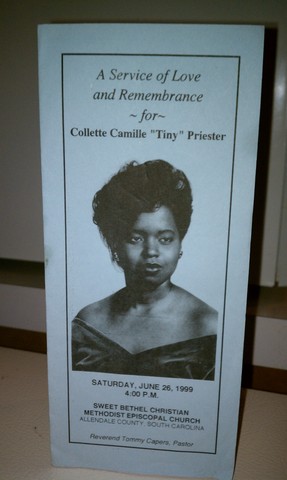 A Service of Love
and Remembrance
~ for~
Collette Camille "Tiny" Priester
SATURDAY, JUNE 26, 1999
4:00 P.M.
SWEET BETHEL CHRISTIAN
METHODIST EPISCOPAL CHURCH
ALLENDALE COUNTY, SOUTH CAROLINA
Reverend Tommy Capers, Pastor